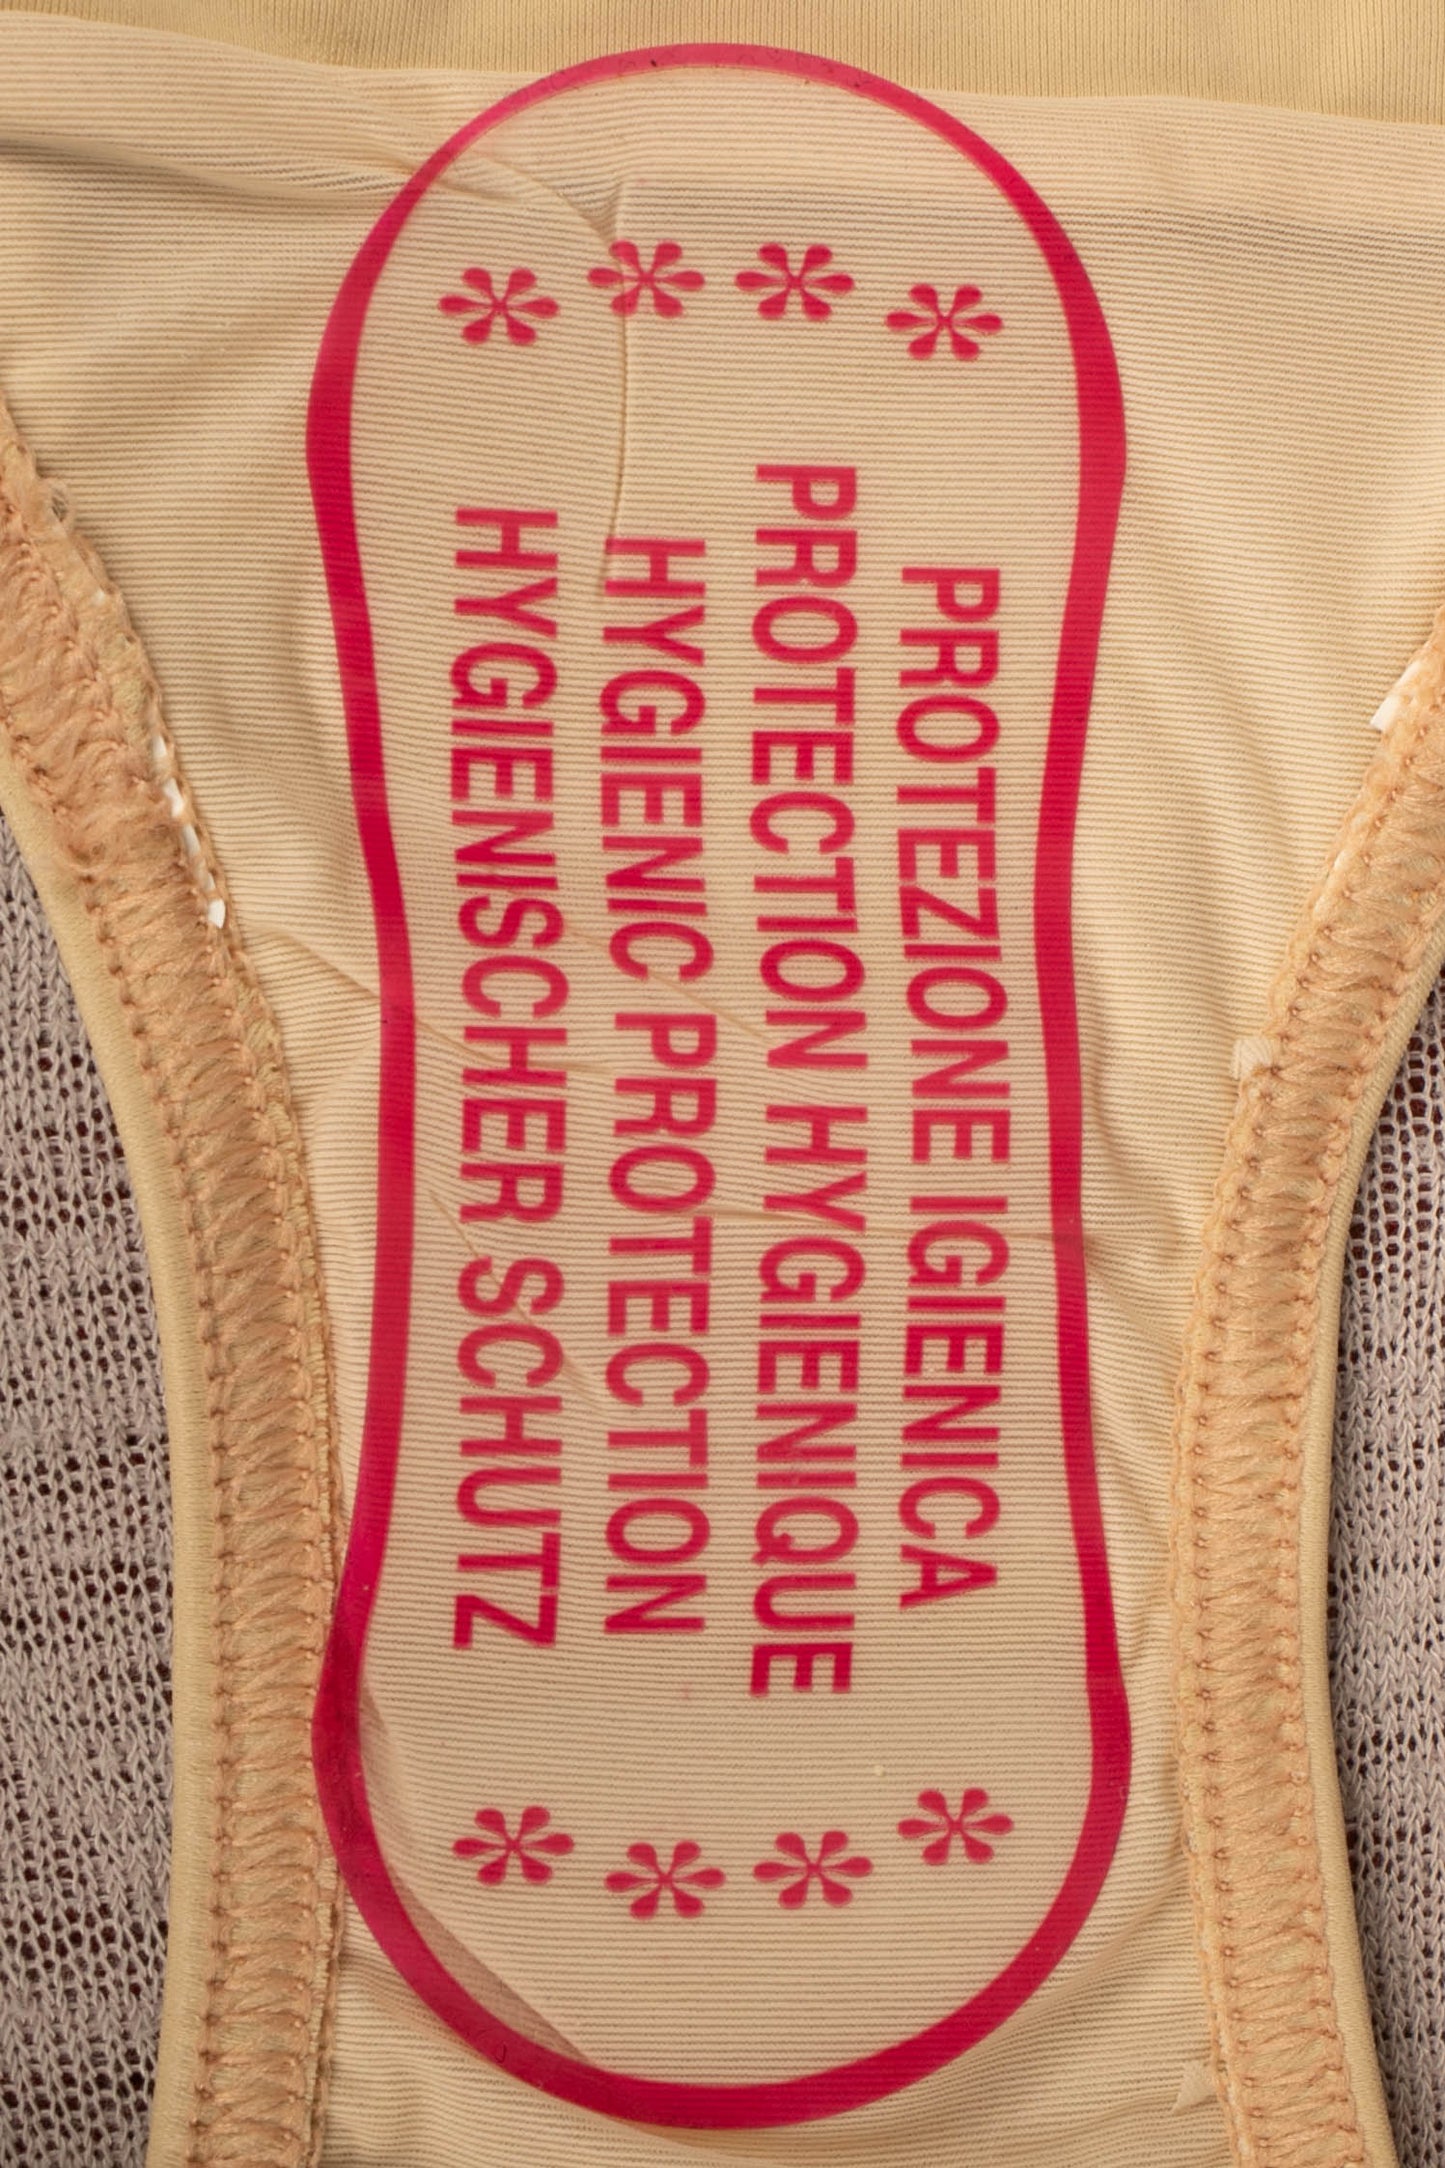 ****
PROTEZIONE IGIENICA
PROTECTION HYGIENIQUE
HYGIENIC PROTECTION
HYGIENISCHER SCHUTZ
****